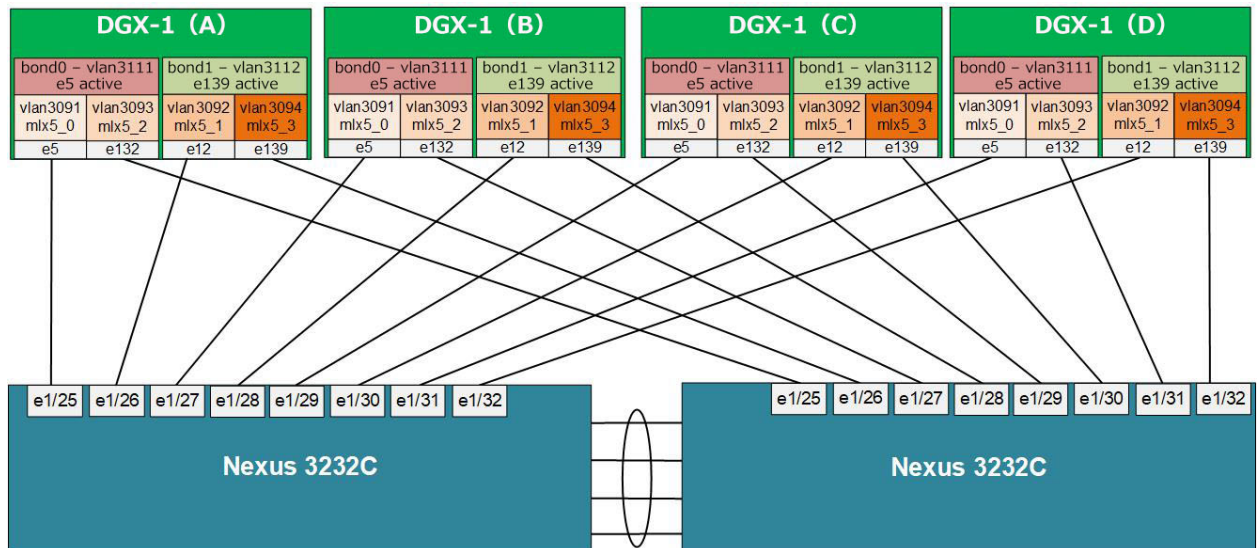 DGX-1（A） DGX-1（B） DGX-1（C） DGX-1（D）
bond0 – vlan3111 bond1 – vlan3112 bond0 – vlan3111 bond1 – vlan3112 bond0 – vlan3111 bond1 – vlan3112 bond0 – vlan3111 bond1 – vlan3112
e5 active e139 active e5 active e139 active e5 active e139 active e5 active e139 active
vlan3091 vlan3093 vlan3092 vlan3094 vlan3091 vlan3093 vlan3092 vlan3094 vlan3091 vlan3093 vlan3092 vlan3094 vlan3091 vlan3093 vlan3092 vlan3094
mlx5_0 mlx5_2 mlx5_1 mlx5_3 mlx5_0 mlx5_2 mlx5_1 mlx5_3 mlx5_0 mlx5_2 mlx5_1 mlx5_3 mlx5_0 mlx5_2 mlx5_1 mlx5_3
e5 e132 e12 e139 e5 e132 e12 e139 e5 e132 e12 e139 e5 e132 e12 e139
e1/25 e1/26 e1/27 e1/28 e1/29 e1/30 e1/31 e1/32 e1/25 e1/26 e1/27 e1/28 e1/29 e1/30 e1/31 e1/32
Nexus 3232C Nexus 3232C